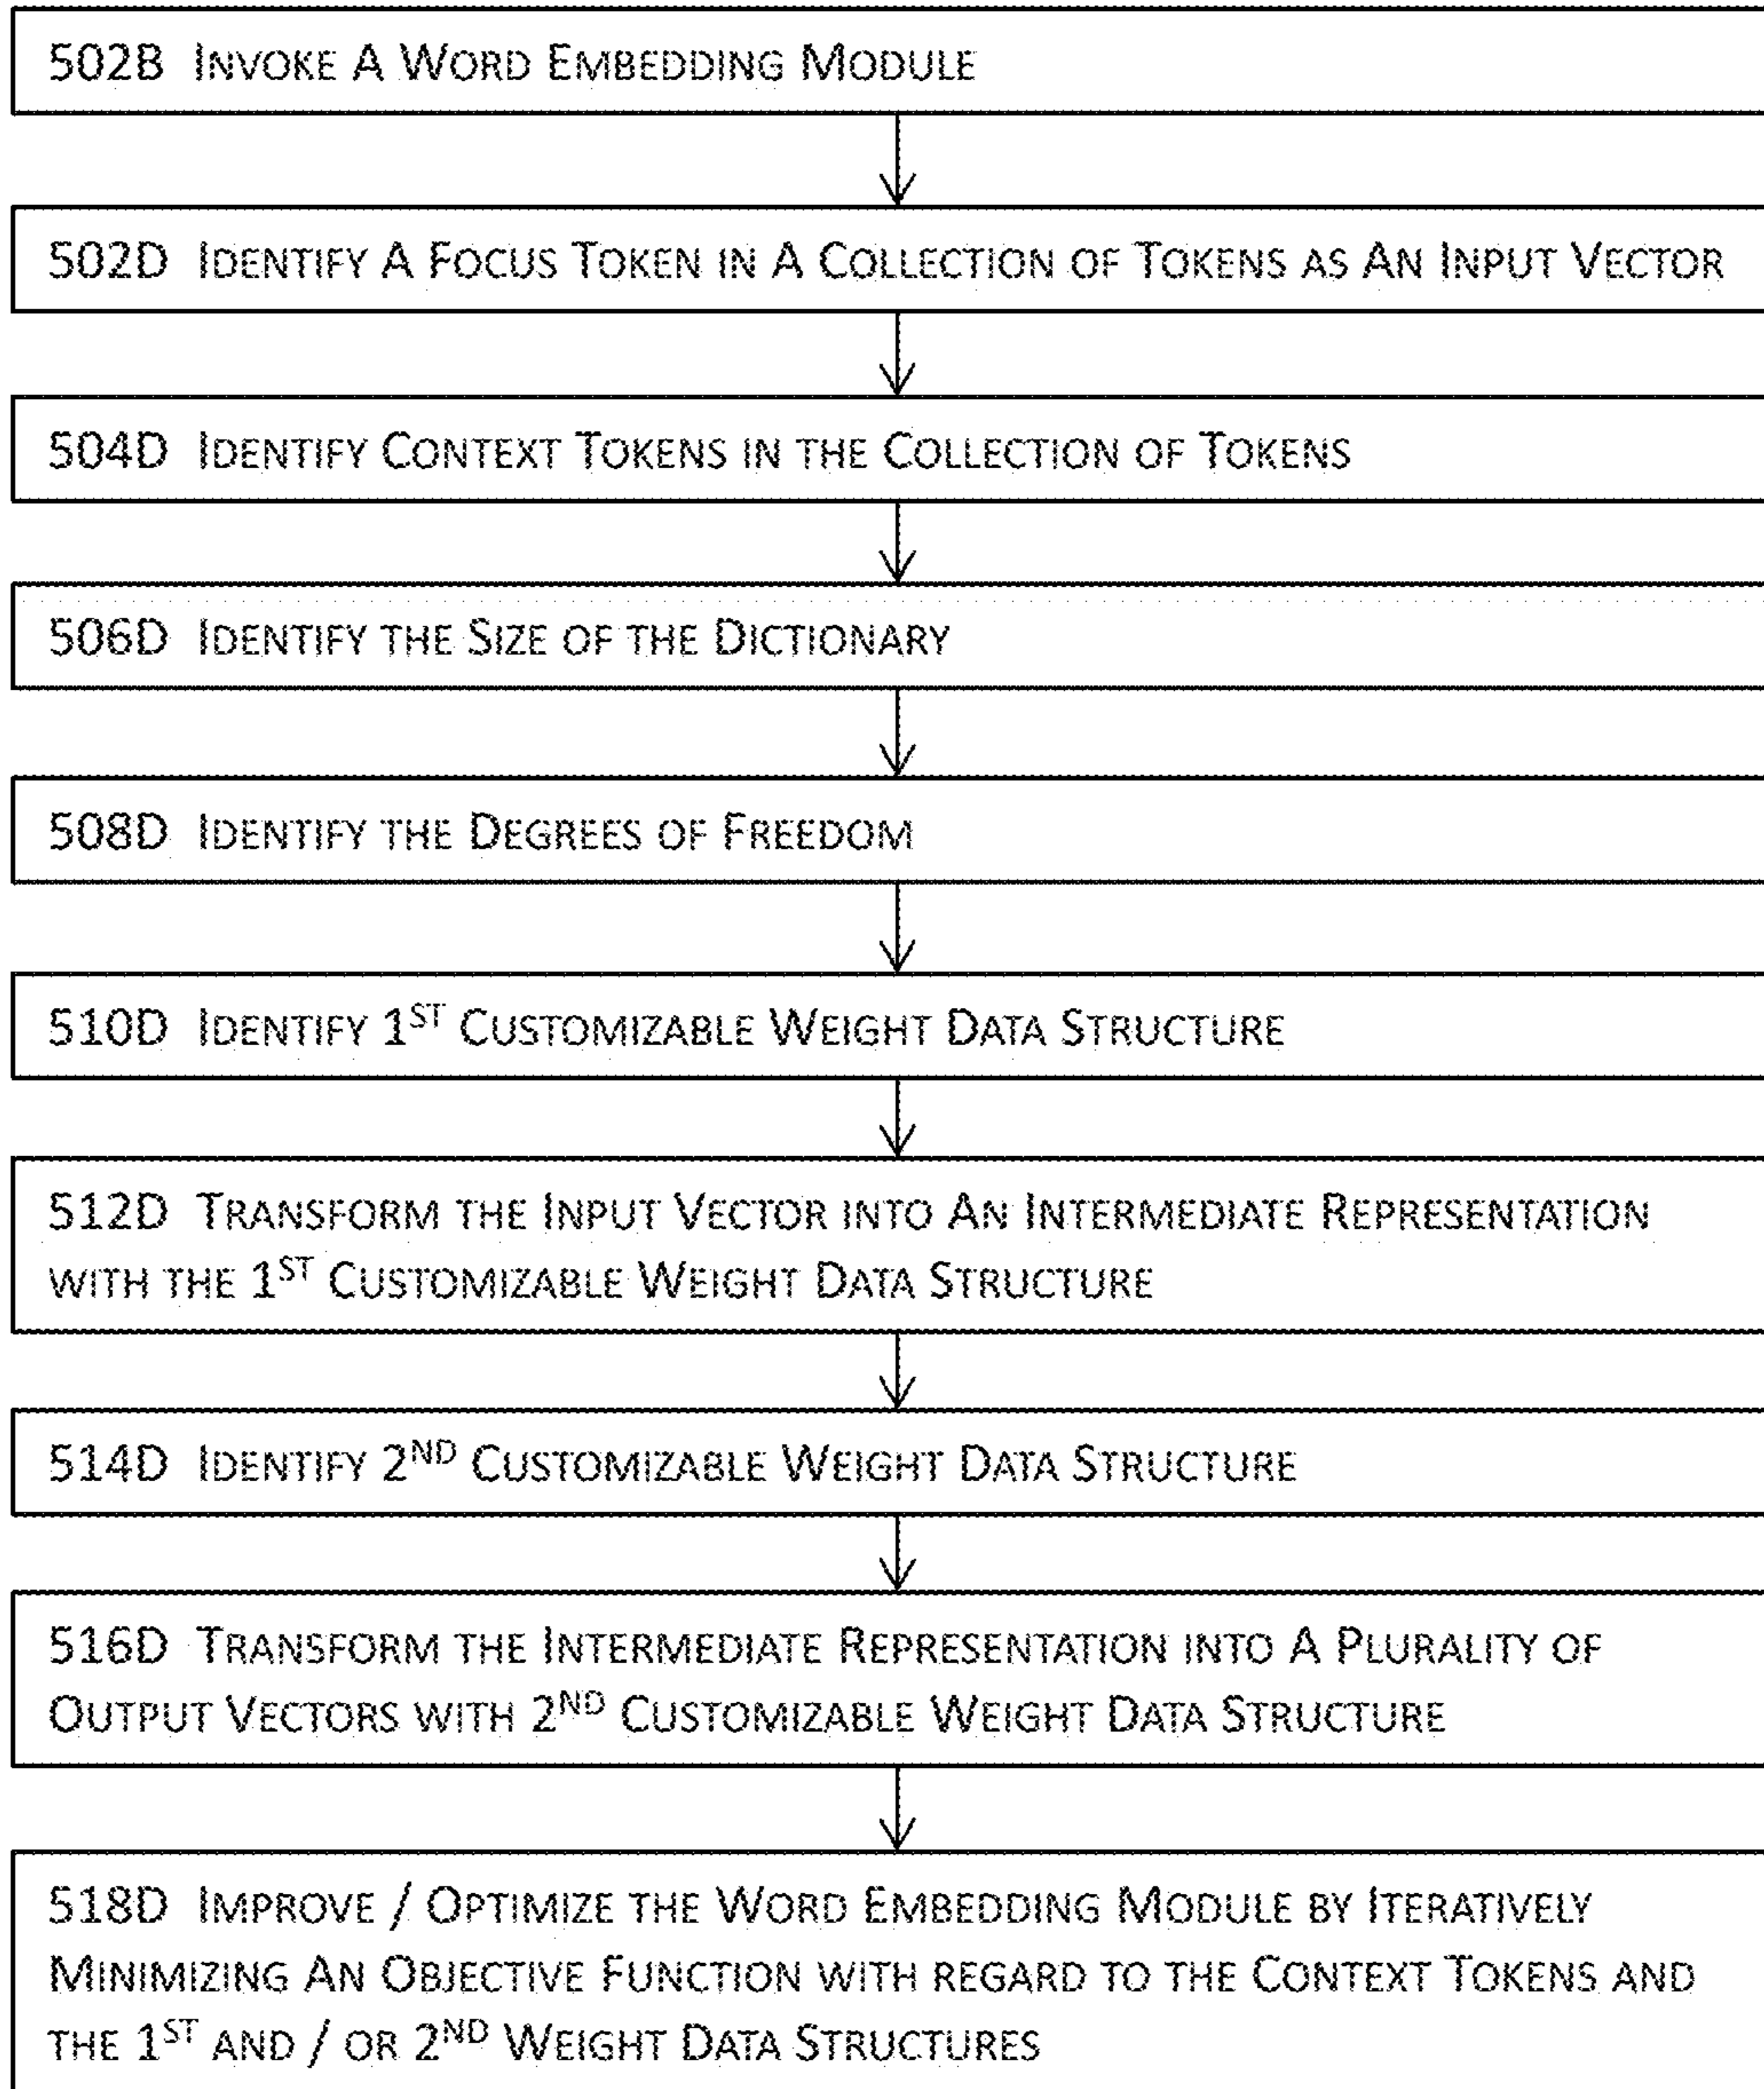 502B INVOKE A WORD EMBEDDING MODULE
502D IDENTIFY A FOCUS TOKEN IN A COLLECTION OF TOKENS AS AN INPUT VECTOR
504D IDENTIFY CONTEXT TOKENS IN THE COLLECTION OF TOKENS
506D IDENTIFY THE SIZE OF THE DICTIONARY
508D IDENTIFY THE DEGREES OF FREEDOM
510D IDENTIFY 1ST CUSTOMIZABLE WEIGHT DATA STRUCTURE
512D TRANSFORM THE INPUT VECTOR INTO AN INTERMEDIATE REPRESENTATION
WITH THE 1ST CUSTOMIZABLE WEIGHT DATA STRUCTURE
514D IDENTIFY 2ND CUSTOMIZABLE WEIGHT DATA STRUCTURE
516D TRANSFORM THE INTERMEDIATE REPRESENTATION INTO A PLURALITY OF
OUTPUT VECTORS WITH 2ND CUSTOMIZABLE WEIGHT DATA STRUCTURE
518D IMPROVE / OPTIMIZE THE WORD EMBEDDING MODULE BY ITERATIVELY
MINIMIZING AN OBJECTIVE FUNCTION WITH REGARD TO THE CONTEXT TOKENS AND
THE 1ST AND / OR 2ND WEIGHT DATA STRUCTURES